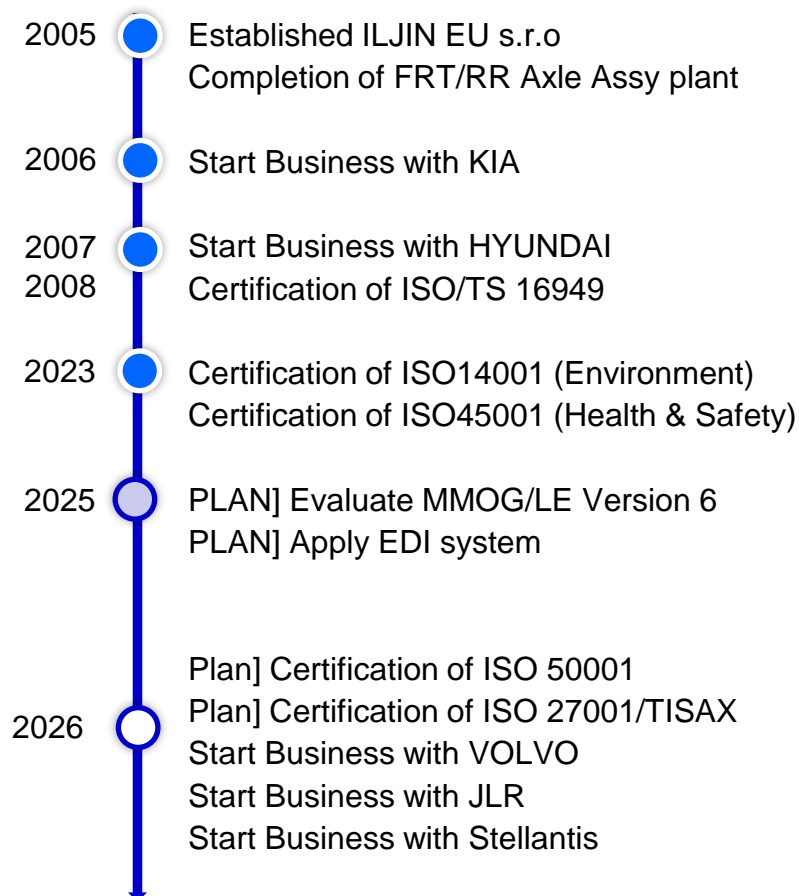 2005 Established ILJIN EU s.r.o
Completion of FRT/RR Axle Assy plant
2006 Start Business with KIA
2007 Start Business with HYUNDAI
2008 Certification of ISO/TS 16949
2023 Certification of ISO14001 (Environment)
Certification of ISO45001 (Health & Safety)
2025 PLAN] Evaluate MMOG/LE Version 6
PLAN] Apply EDI system
Plan] Certification of ISO 50001
Plan] Certification of ISO 27001/TISAX
2026 Start Business with VOLVO
Start Business with JLR
Start Business with Stellantis